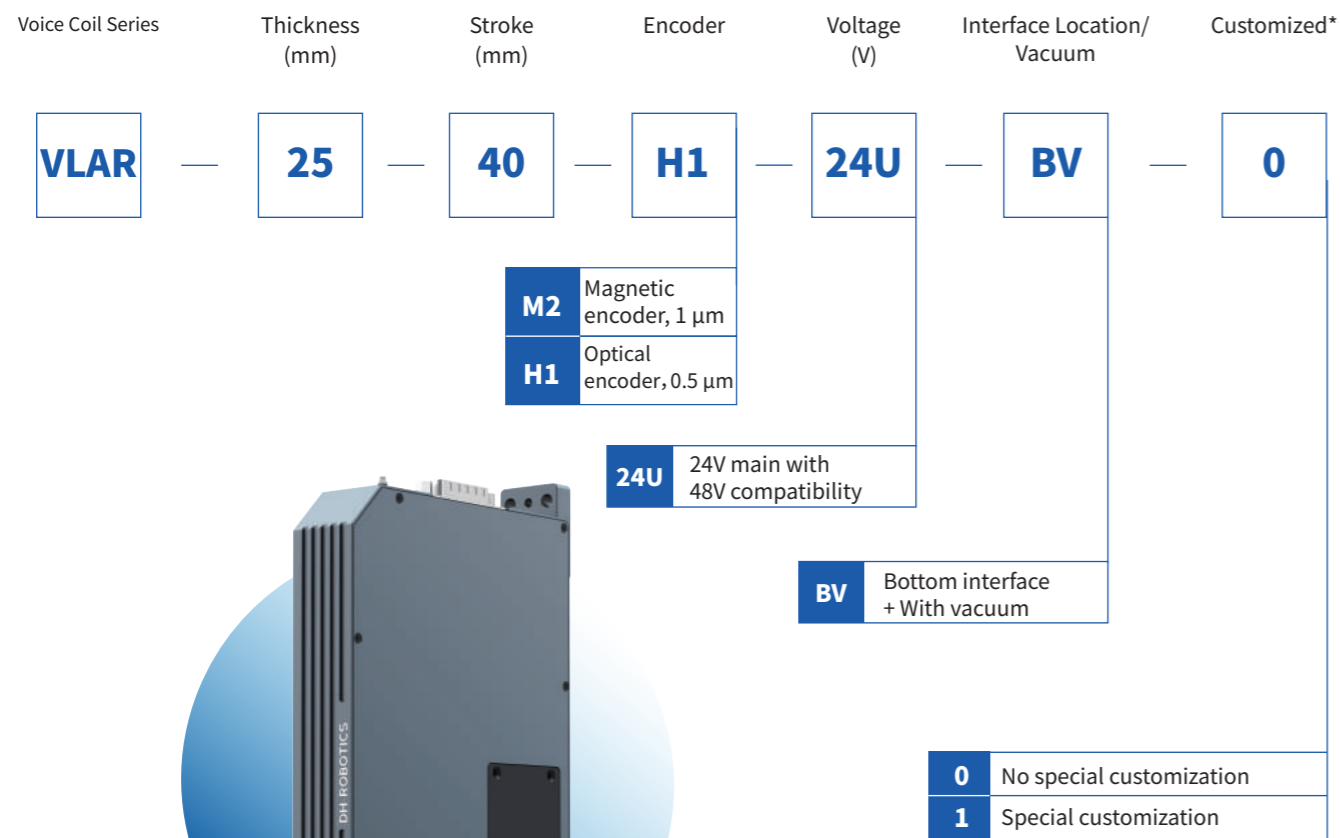 Voice Coil Series
Thickness
(mm)
Stroke
(mm)
Encoder
Voltage
(V)
Interface Location/
Vacuum
Customized*
VLAR — 25 — 40 — H1 — 24U — BV — 0
M2
Magnetic
encoder, 1 μm
H1
Optical
encoder, 0.5 μm
24U
24V main with
48V compatibility
BV
Bottom interface
+ With vacuum
DH·ROBOTICS
0 No special customization
1 Special customization